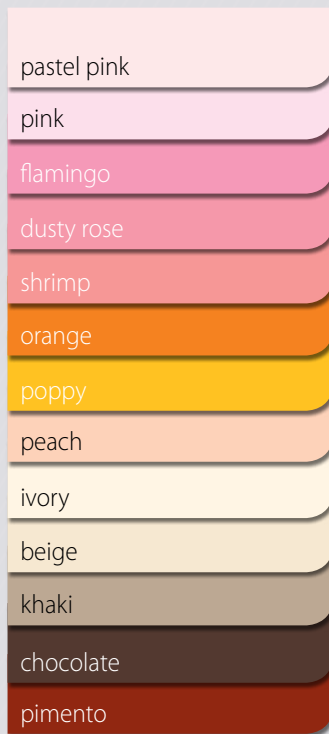 pastel pink
pink
flamingo
dusty rose
shrimp
orange
poppy
peach
ivory
beige
khaki
chocolate
pimento